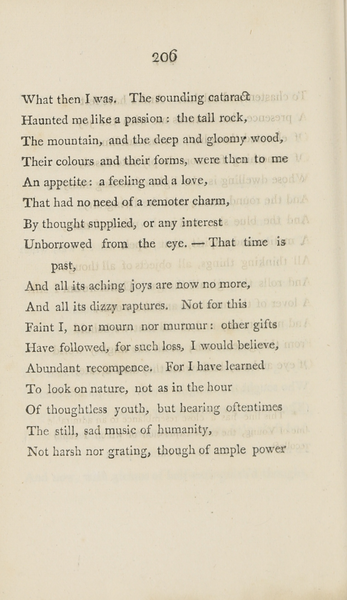 206
What then I was. The sounding cataract
Haunted me like a passion: the tall rock,
The mountain, and the deep and gloomy wood,
Their colours and their forms, were then to me
An appetite: a feeling and a love,
That had no need of a remoter charm,
By thought supplied, or any interest
Unborrowed from the eye. — That time is
past,
And all its aching joys are now no more,
And all its dizzy raptures. Not for this
Faint I, nor mourn nor murmur: other gifts
Have followed, for such loss, I would believe,
Abundant recompence. For I have learned
To look on nature, not as in the hour
Of thoughtless youth, but hearing oftentimes
The still, sad music of humanity,
Not harsh nor grating, though of ample power